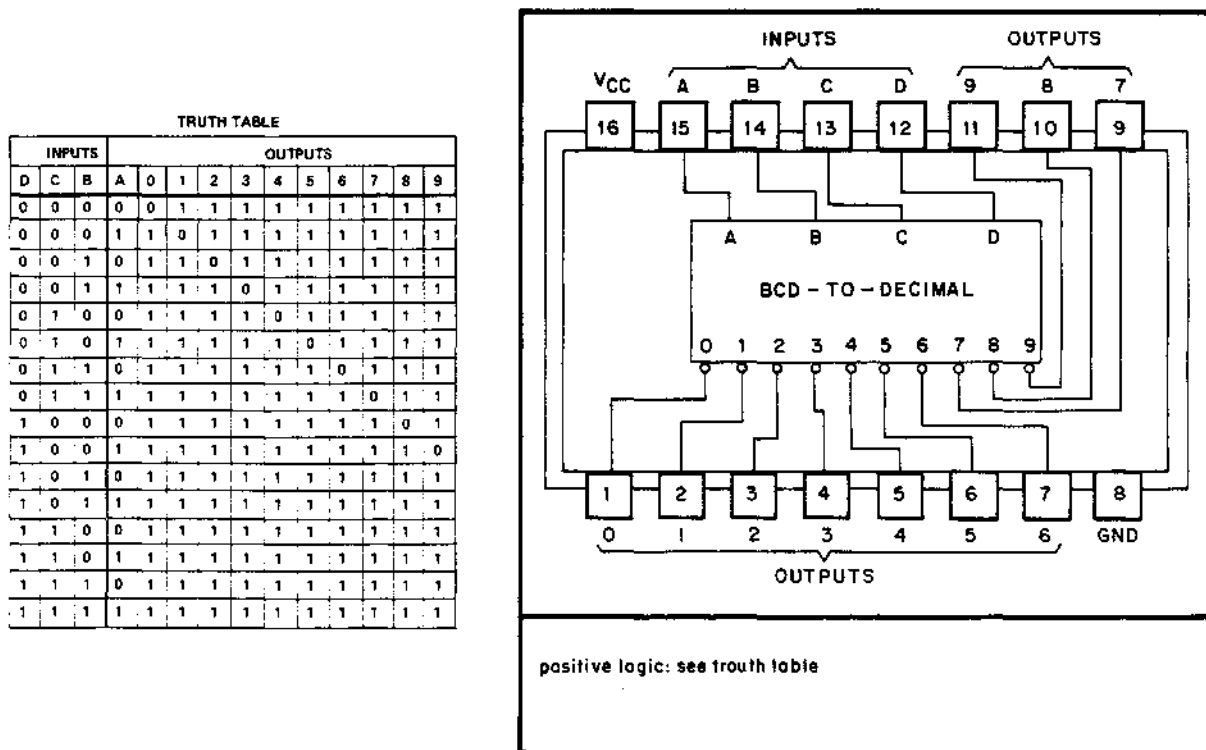 TRUTH TABLE
INPUTS OUTPUTS
D C B A 0 1 2 3 4 5 6 7 8 9
0 0 0 0 0 1 1 1 1 1 1 1 1 1
0 0 0 1 1 0 1 1 1 1 1 1 1 1
0 0 1 0 1 1 0 1 1 1 1 1 1 1
0 0 1 1 1 1 1 0 1 1 1 1 1 1
0 1 0 0 1 1 1 1 0 1 1 1 1 1
0 1 0 1 1 1 1 1 1 0 1 1 1 1
0 1 1 0 1 1 1 1 1 1 0 1 1 1
0 1 1 1 1 1 1 1 1 1 1 0 1 1
1 0 0 0 1 1 1 1 1 1 1 1 0 1
1 0 0 1 1 1 1 1 1 1 1 1 1 0
1 0 1 0 1 1 1 1 1 1 1 1 1 1
1 0 1 1 1 1 1 1 1 1 1 1 1 1
1 1 0 0 1 1 1 1 1 1 1 1 1 1
1 1 0 1 1 1 1 1 1 1 1 1 1 1
1 1 1 0 1 1 1 1 1 1 1 1 1 1
1 1 1 1 1 1 1 1 1 1 1 1 1 1
INPUTS OUTPUTS
VCC A B C D 9 8 7
16 15 14 13 12 11 10 9
A B C D
BCD-TO-DECIMAL
0 1 2 3 4 5 6 7 8 9
1 2 3 4 5 6 7 8
0 1 2 3 4 5 6 GND
OUTPUTS
positive logic: see trouth table